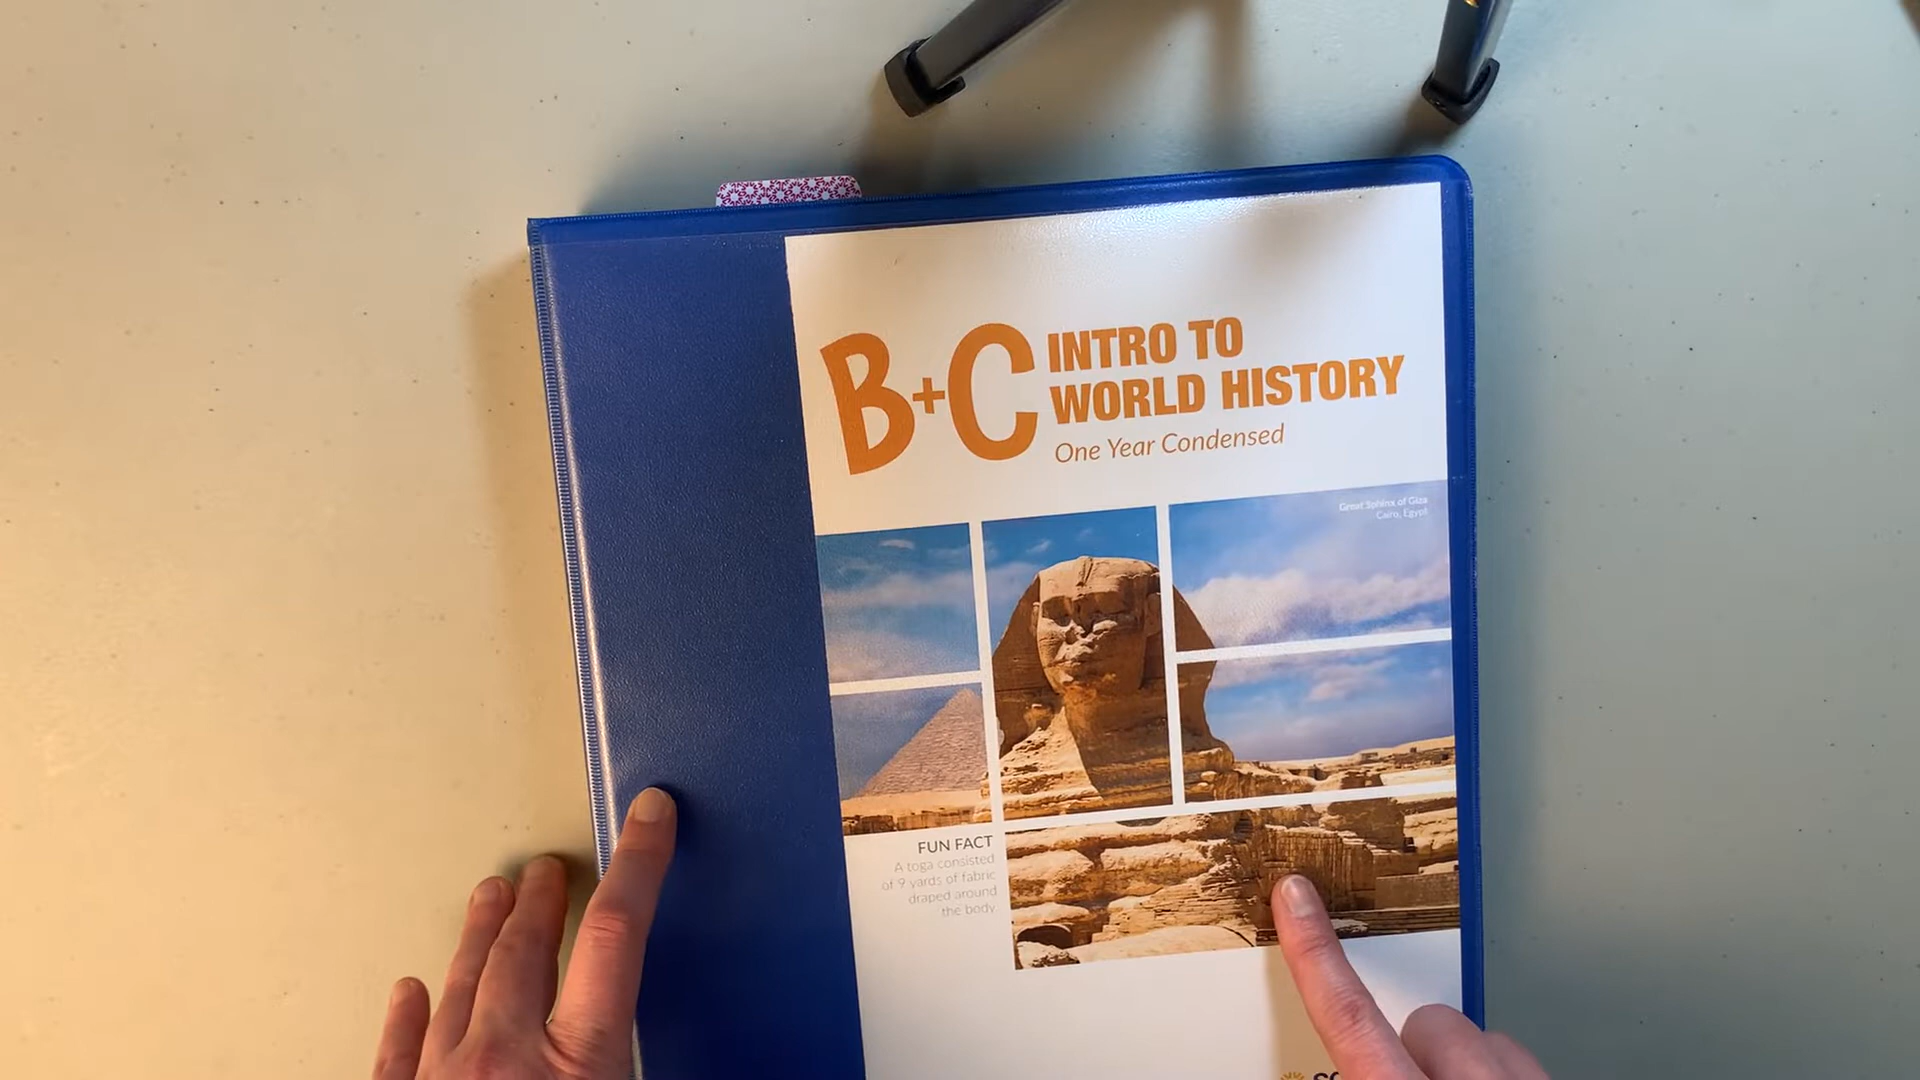 B+C
INTRO TO
WORLD HISTORY
One Year Condensed
Great Sphinx of Giza
Cairo, Egypt
FUN FACT
A toga consisted
of 9 yards of fabric
draped around
the body.